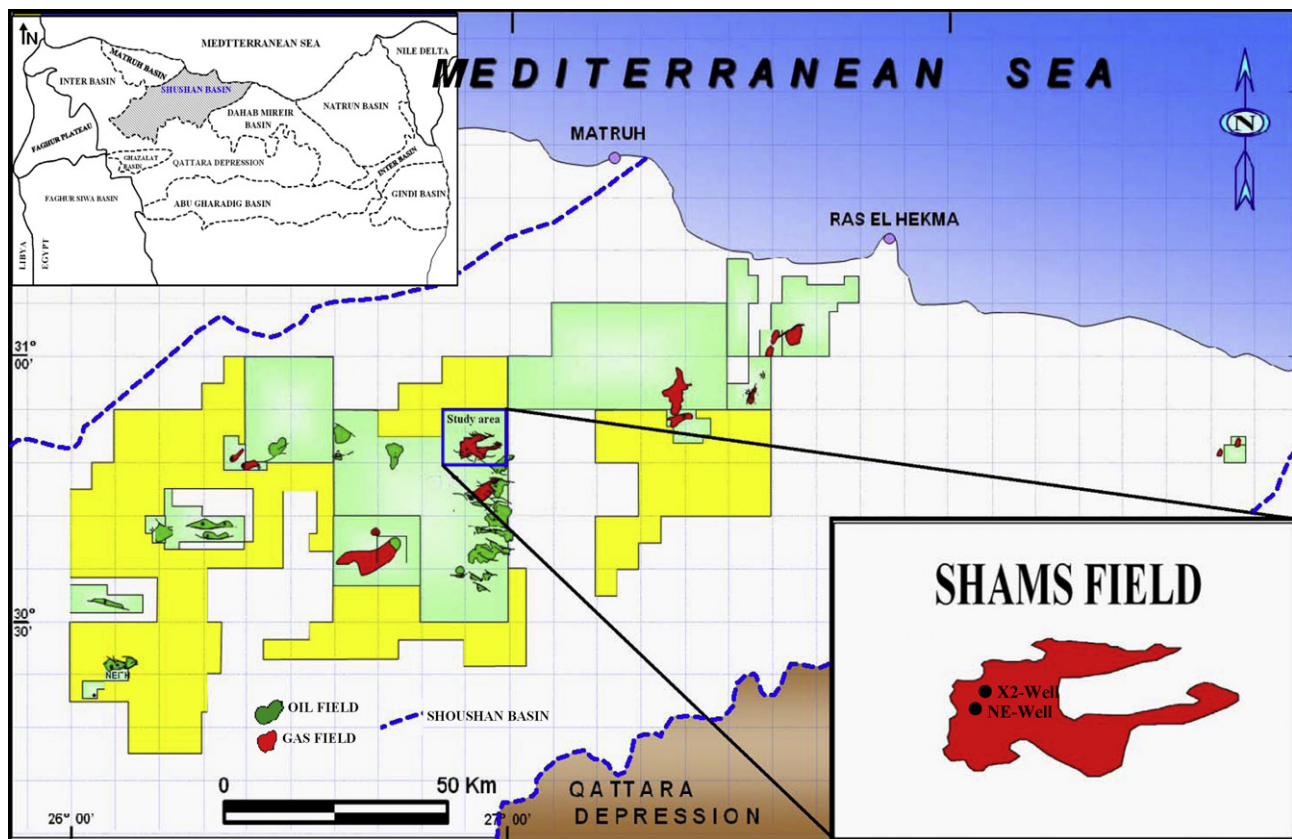 N
MEDTTERRANEAN SEA
NILE DELTA
MATRUH BASIN
INTER BASIN
SHUSHAN BASIN
DAHAB MIREIR
BASIN
NATRUN BASIN
FAGHUR PLATEAU
GHAZALAT
BASIN
QATTARA DEPRESSION
INTER BASIN
FAGHUR SIWA BASIN
ABU GHARADIG BASIN
GINDI BASIN
LIBYA
EGYPT
MEDITERRANEAN SEA
N
MATRUH
RAS EL HEKMA
31°
00'
Study area
30°
30'
OIL FIELD
GAS FIELD
SHOUSHAN BASIN
0
50 Km
26° 00'
27° 00'
QATTARA
DEPRESSION
SHAMS FIELD
X2-Well
NE-Well